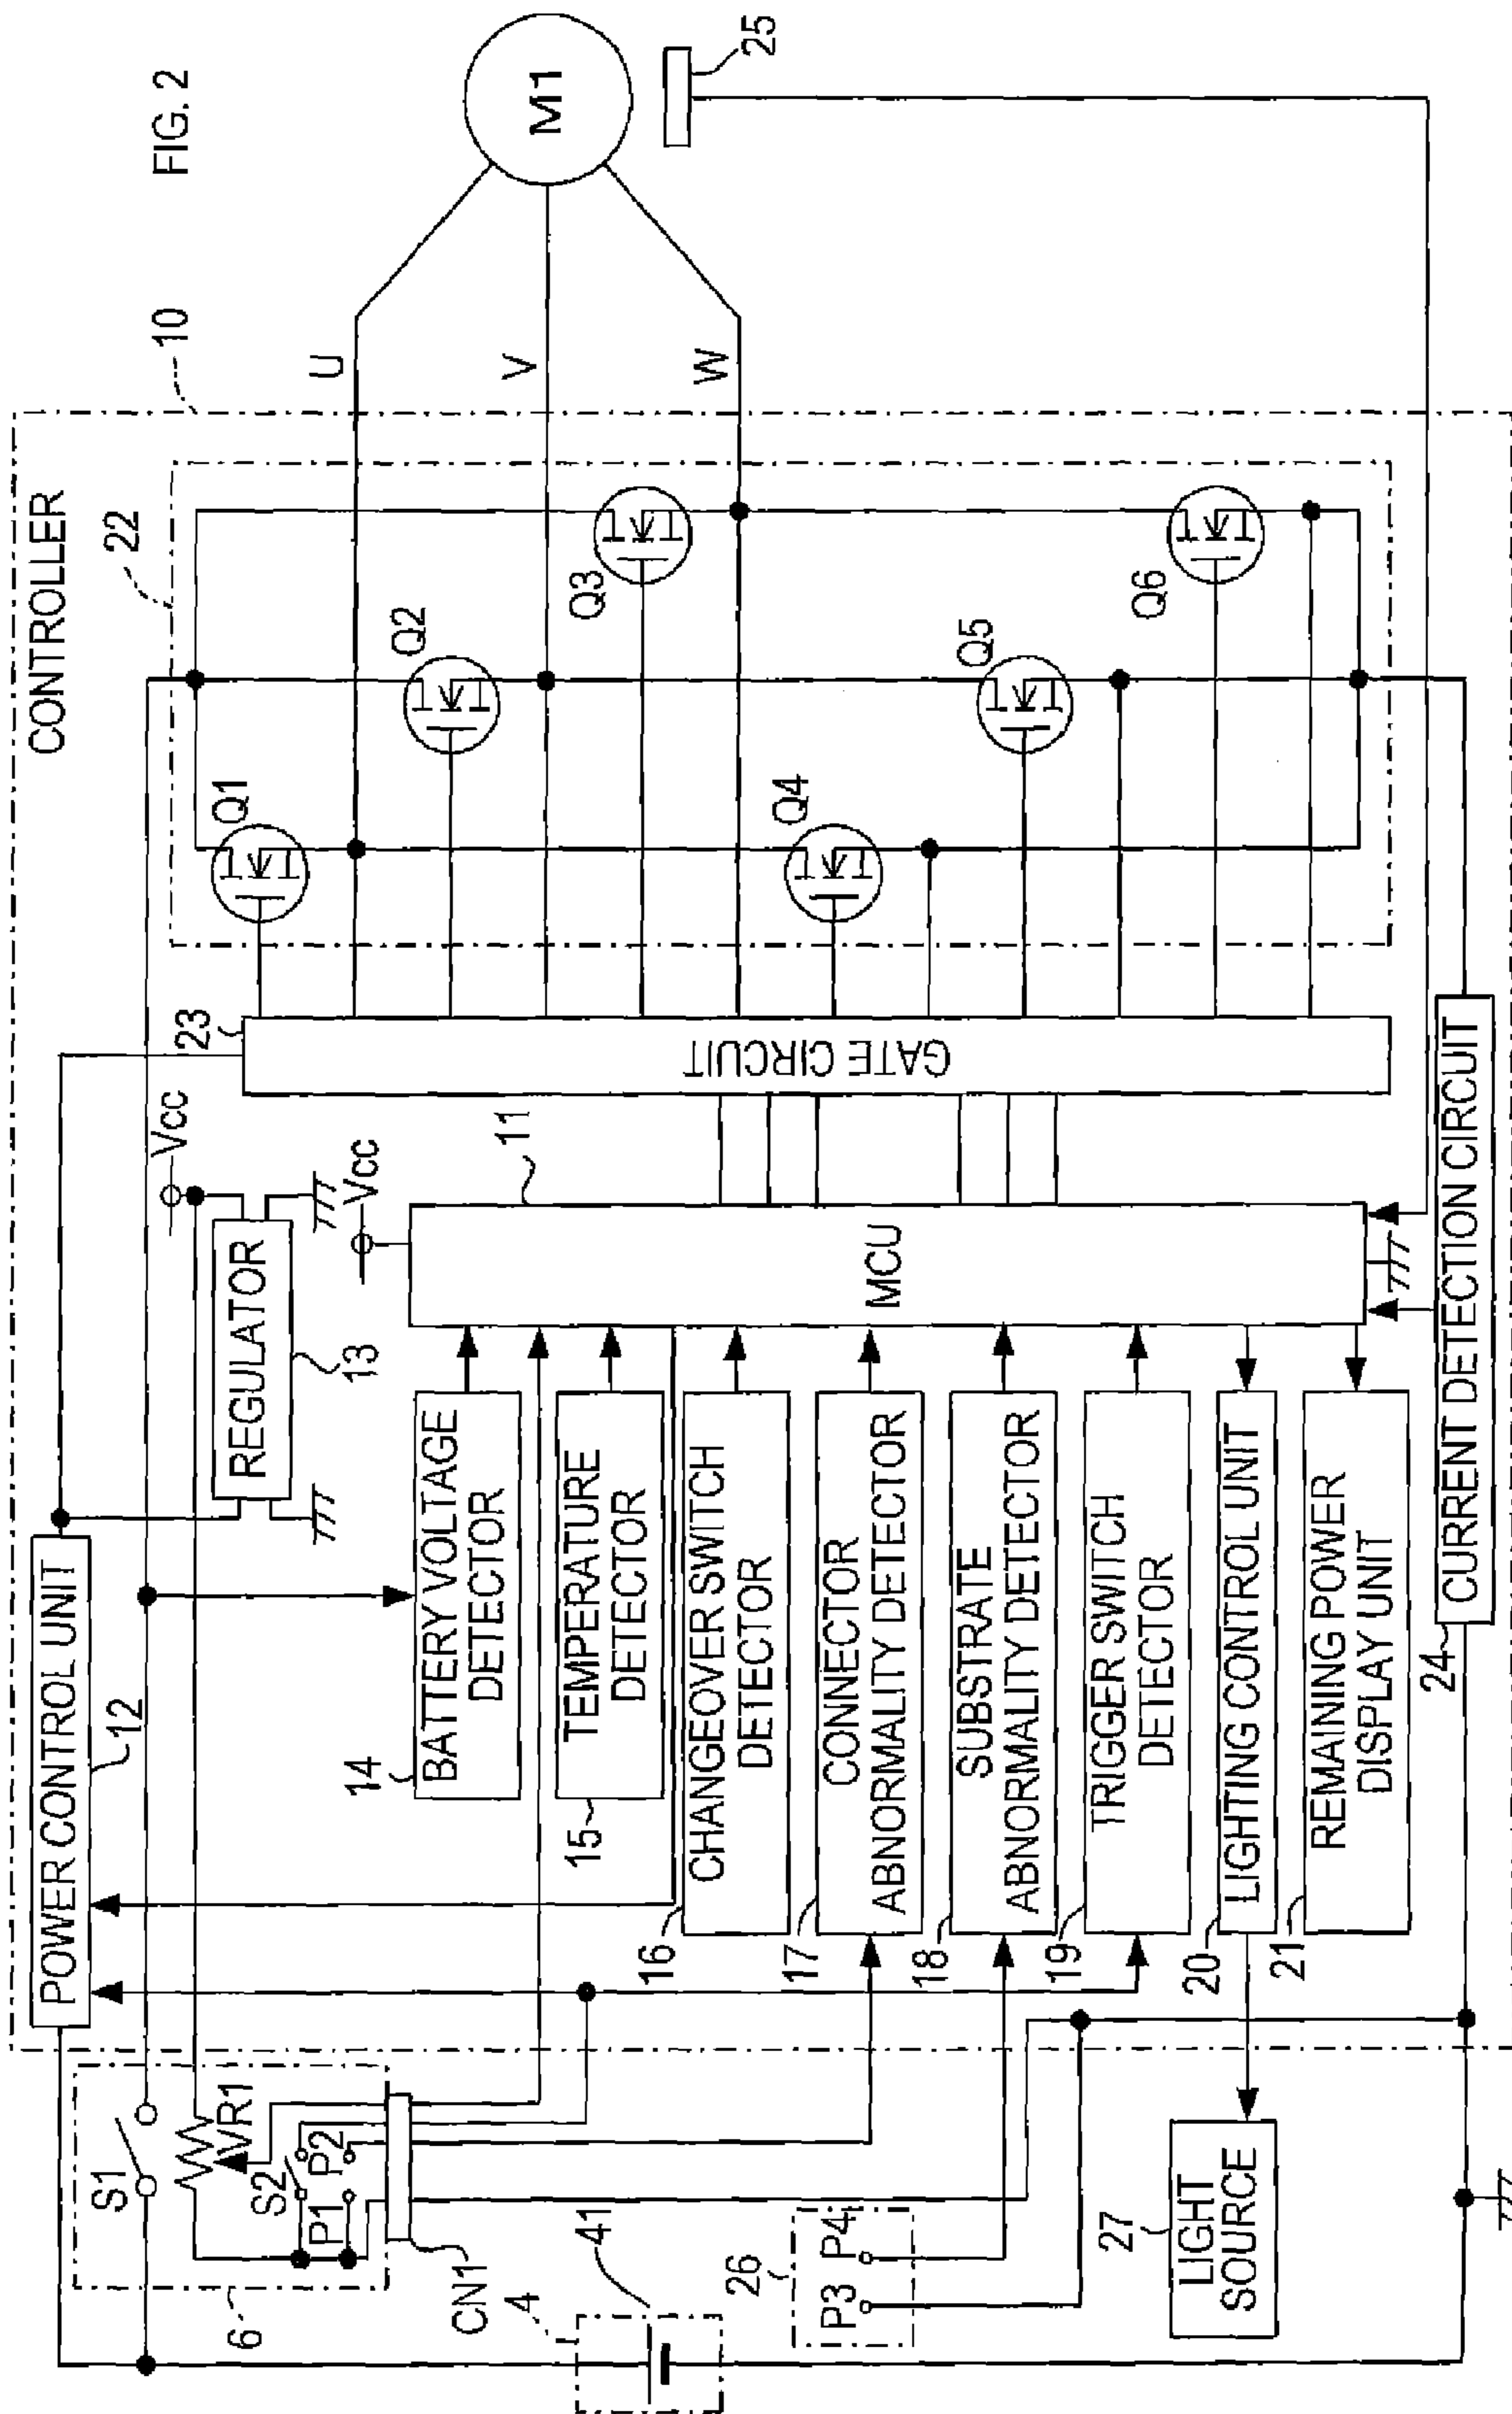 FIG. 2
CONTROLLER
10
22
M1
25
U
V
W
Q1
Q2
Q3
Q4
Q5
Q6
23
GATE CIRCUIT
Vcc
REGULATOR
13
Vcc
11
MCU
POWER CONTROL UNIT
12
14
BATTERY VOLTAGE
DETECTOR
15
TEMPERATURE
DETECTOR
16
CHANGEOVER SWITCH
DETECTOR
17
CONNECTOR
ABNORMALITY DETECTOR
18
SUBSTRATE
ABNORMALITY DETECTOR
19
TRIGGER SWITCH
DETECTOR
20
LIGHTING CONTROL UNIT
21
REMAINING POWER
DISPLAY UNIT
24
CURRENT DETECTION CIRCUIT
S1
VR1
S2
P1
P2
6
CN1
4
41
26
P3
P4
27
LIGHT
SOURCE